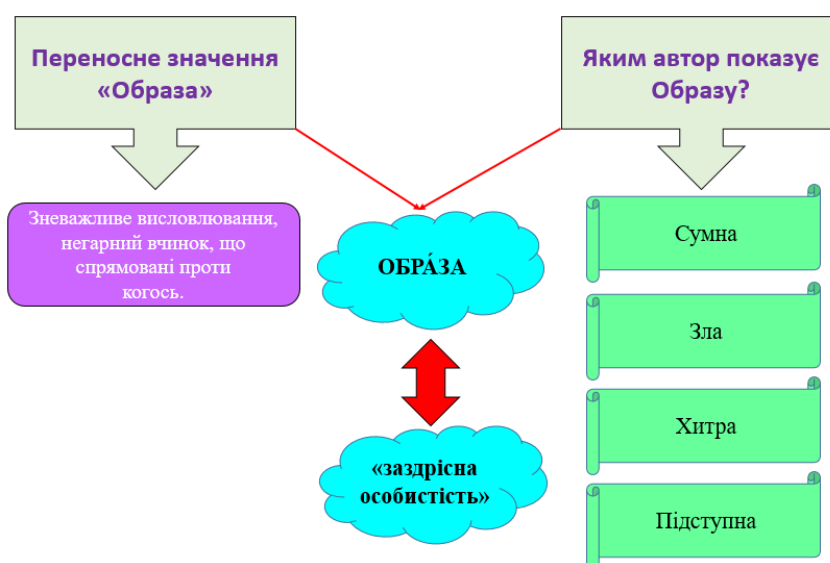 Переносне значення
«Образа»
Яким автор показує
Образу?
Зневажливе висловлювання,
негарний вчинок, що
спрямовані проти
когось.
ОБРА́ЗА
«заздрісна
особистість»
Сумна
Зла
Хитра
Підступна